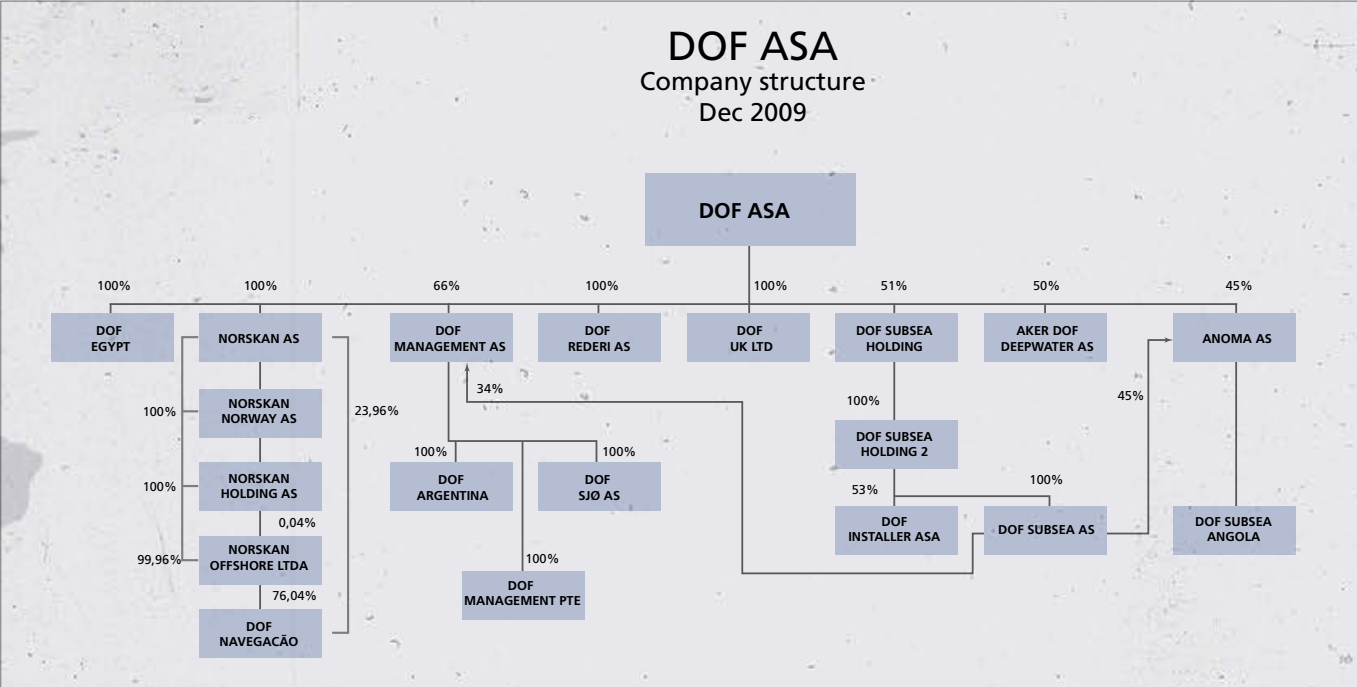 DOF ASA
Company structure
Dec 2009
DOF ASA
100%
100%
66%
100%
100%
51%
50%
45%
DOF
EGYPT
NORSKAN AS
DOF
MANAGEMENT AS
DOF
REDERI AS
DOF
UK LTD
DOF SUBSEA
HOLDING
AKER DOF
DEEPWATER AS
ANOMA AS
34%
45%
100%
NORSKAN
NORWAY AS
23,96%
100%
DOF SUBSEA
HOLDING 2
100%
100%
100%
NORSKAN
HOLDING AS
DOF
ARGENTINA
DOF
SJØ AS
53%
100%
0,04%
DOF
INSTALLER ASA
DOF SUBSEA AS
DOF SUBSEA
ANGOLA
99,96%
NORSKAN
OFFSHORE LTDA
100%
DOF
MANAGEMENT PTE
76,04%
DOF
NAVEGACÃO